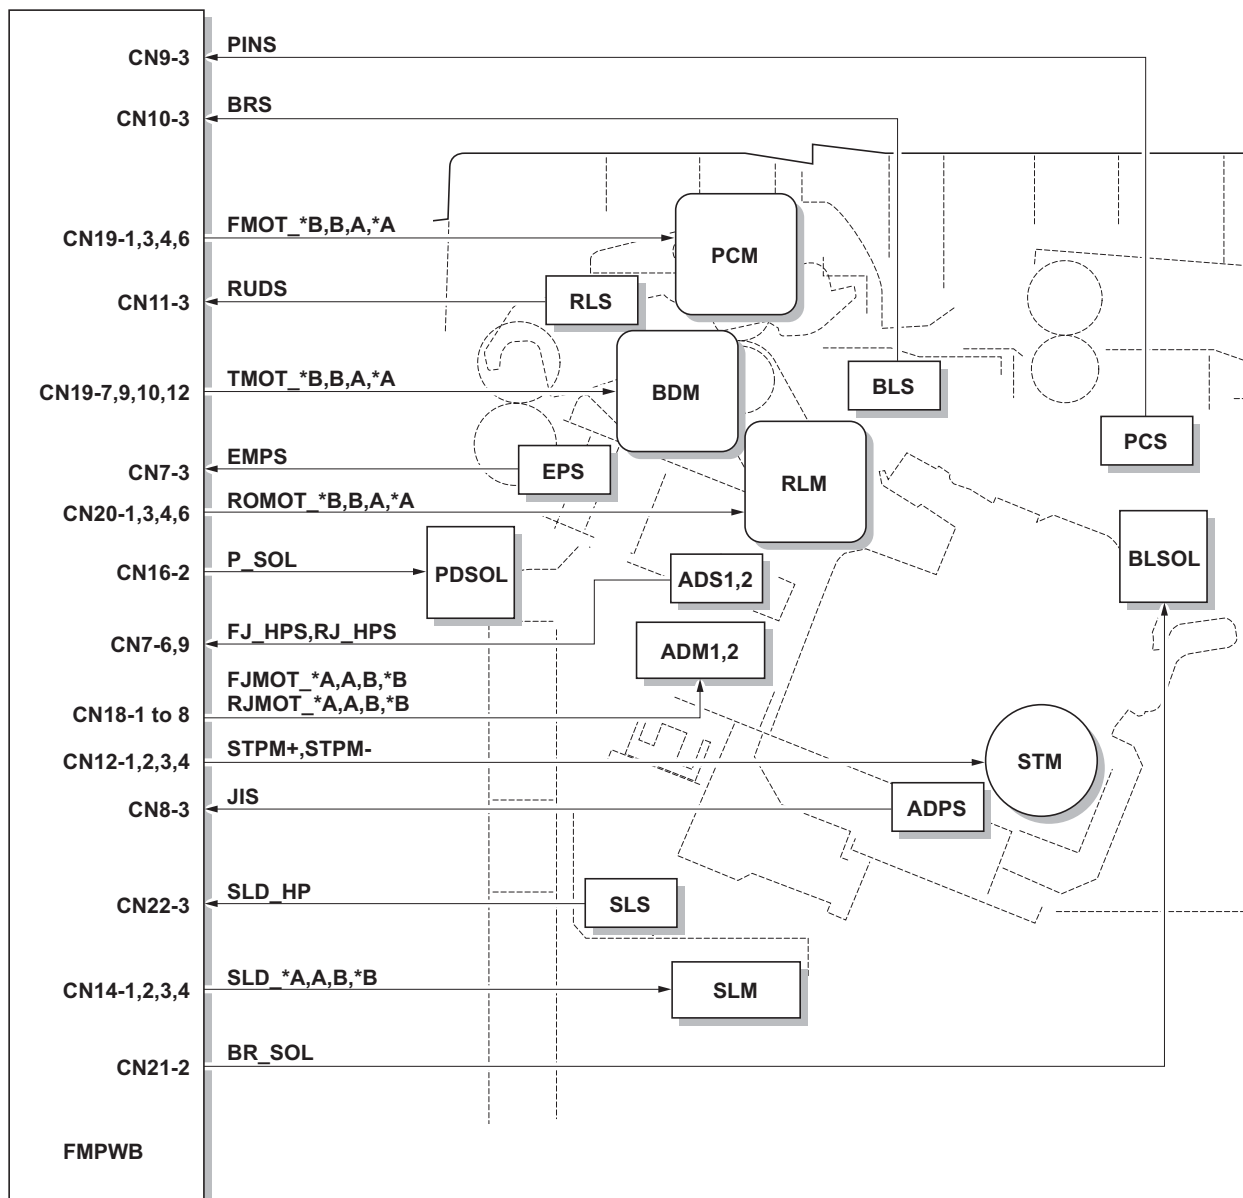 CN9-3 PINS
CN10-3 BRS
CN19-1,3,4,6 FMOT_*B,B,A,*A
PCM
CN11-3 RUDS
RLS
CN19-7,9,10,12 TMOT_*B,B,A,*A
BDM
BLS
PCS
CN7-3 EMPS
EPS
RLM
CN20-1,3,4,6 ROMOT_*B,B,A,*A
CN16-2 P_SOL
PDSOL
ADS1,2
BLSOL
CN7-6,9 FJ_HPS,RJ_HPS
ADM1,2
FJMOT_*A,A,B,*B
CN18-1 to 8 RJMOT_*A,A,B,*B
CN12-1,2,3,4 STPM+,STPM-
STM
CN8-3 JIS
ADPS
CN22-3 SLD_HP
SLS
CN14-1,2,3,4 SLD_*A,A,B,*B
SLM
CN21-2 BR_SOL
FMPWB